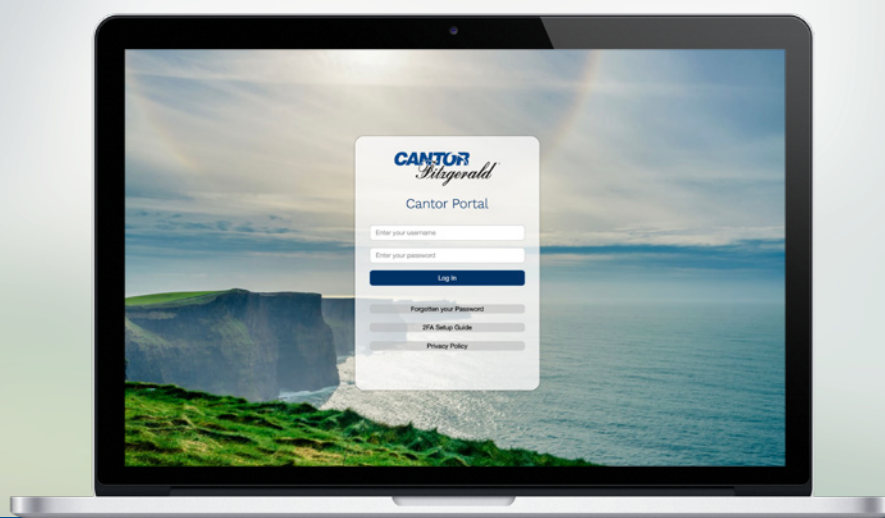 CANTOR
Fitzgerald
Cantor Portal
Enter your username
Enter your password
Log In
Forgotten your Password
2FA Setup Guide
Privacy Policy